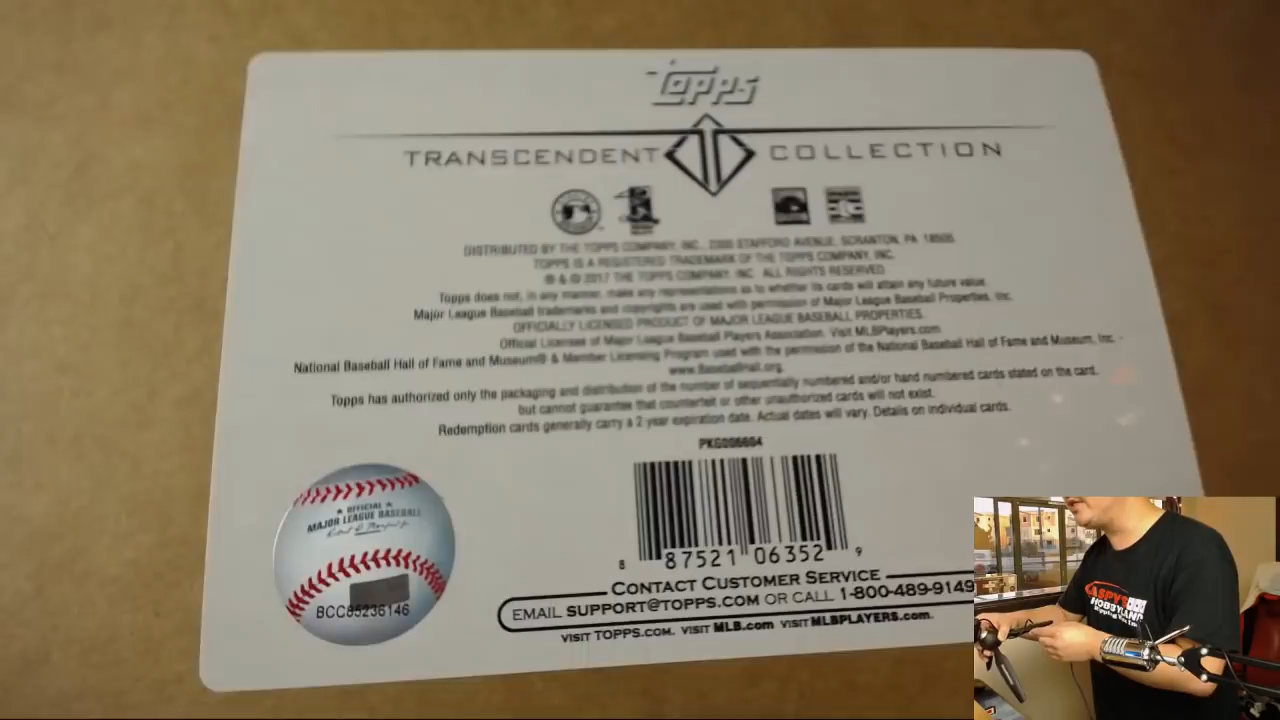 Topps
TRANSCENDENT COLLECTION
DISTRIBUTED BY THE TOPPS COMPANY, INC., STAFFORD AVENUE, SCRANTON, PA 18505
TOPPS IS A REGISTERED TRADEMARK OF THE TOPPS COMPANY, INC.
® & © 2017 THE TOPPS COMPANY, INC. ALL RIGHTS RESERVED.
Topps does not, in any manner, make any representations as to whether its cards will attain any future value.
Major League Baseball trademarks and copyrights are used with permission of Major League Baseball Properties, Inc.
OFFICIALLY LICENSED PRODUCT OF MAJOR LEAGUE BASEBALL PROPERTIES.
Official Licensee of Major League Baseball Players Association. Visit MLBPlayers.com
National Baseball Hall of Fame and Museum® & Member Licensing Program used with the permission of the National Baseball Hall of Fame and Museum, Inc. -
www.Baseballhall.org.
Topps has authorized only the packaging and distribution of the number of sequentially numbered and/or hand numbered cards stated on the card,
but cannot guarantee that counterfeit or other unauthorized cards will not exist.
Redemption cards generally carry a 2 year expiration date. Actual dates will vary. Details on individual cards.
PKG006604
OFFICIAL
MAJOR LEAGUE BASEBALL
BCC85236146
8 87521 06352 9
CONTACT CUSTOMER SERVICE
EMAIL SUPPORT@TOPPS.COM OR CALL 1-800-489-9149
VISIT TOPPS.COM. VISIT MLB.com VISIT MLBPLAYERS.com.
HOBBYLAND